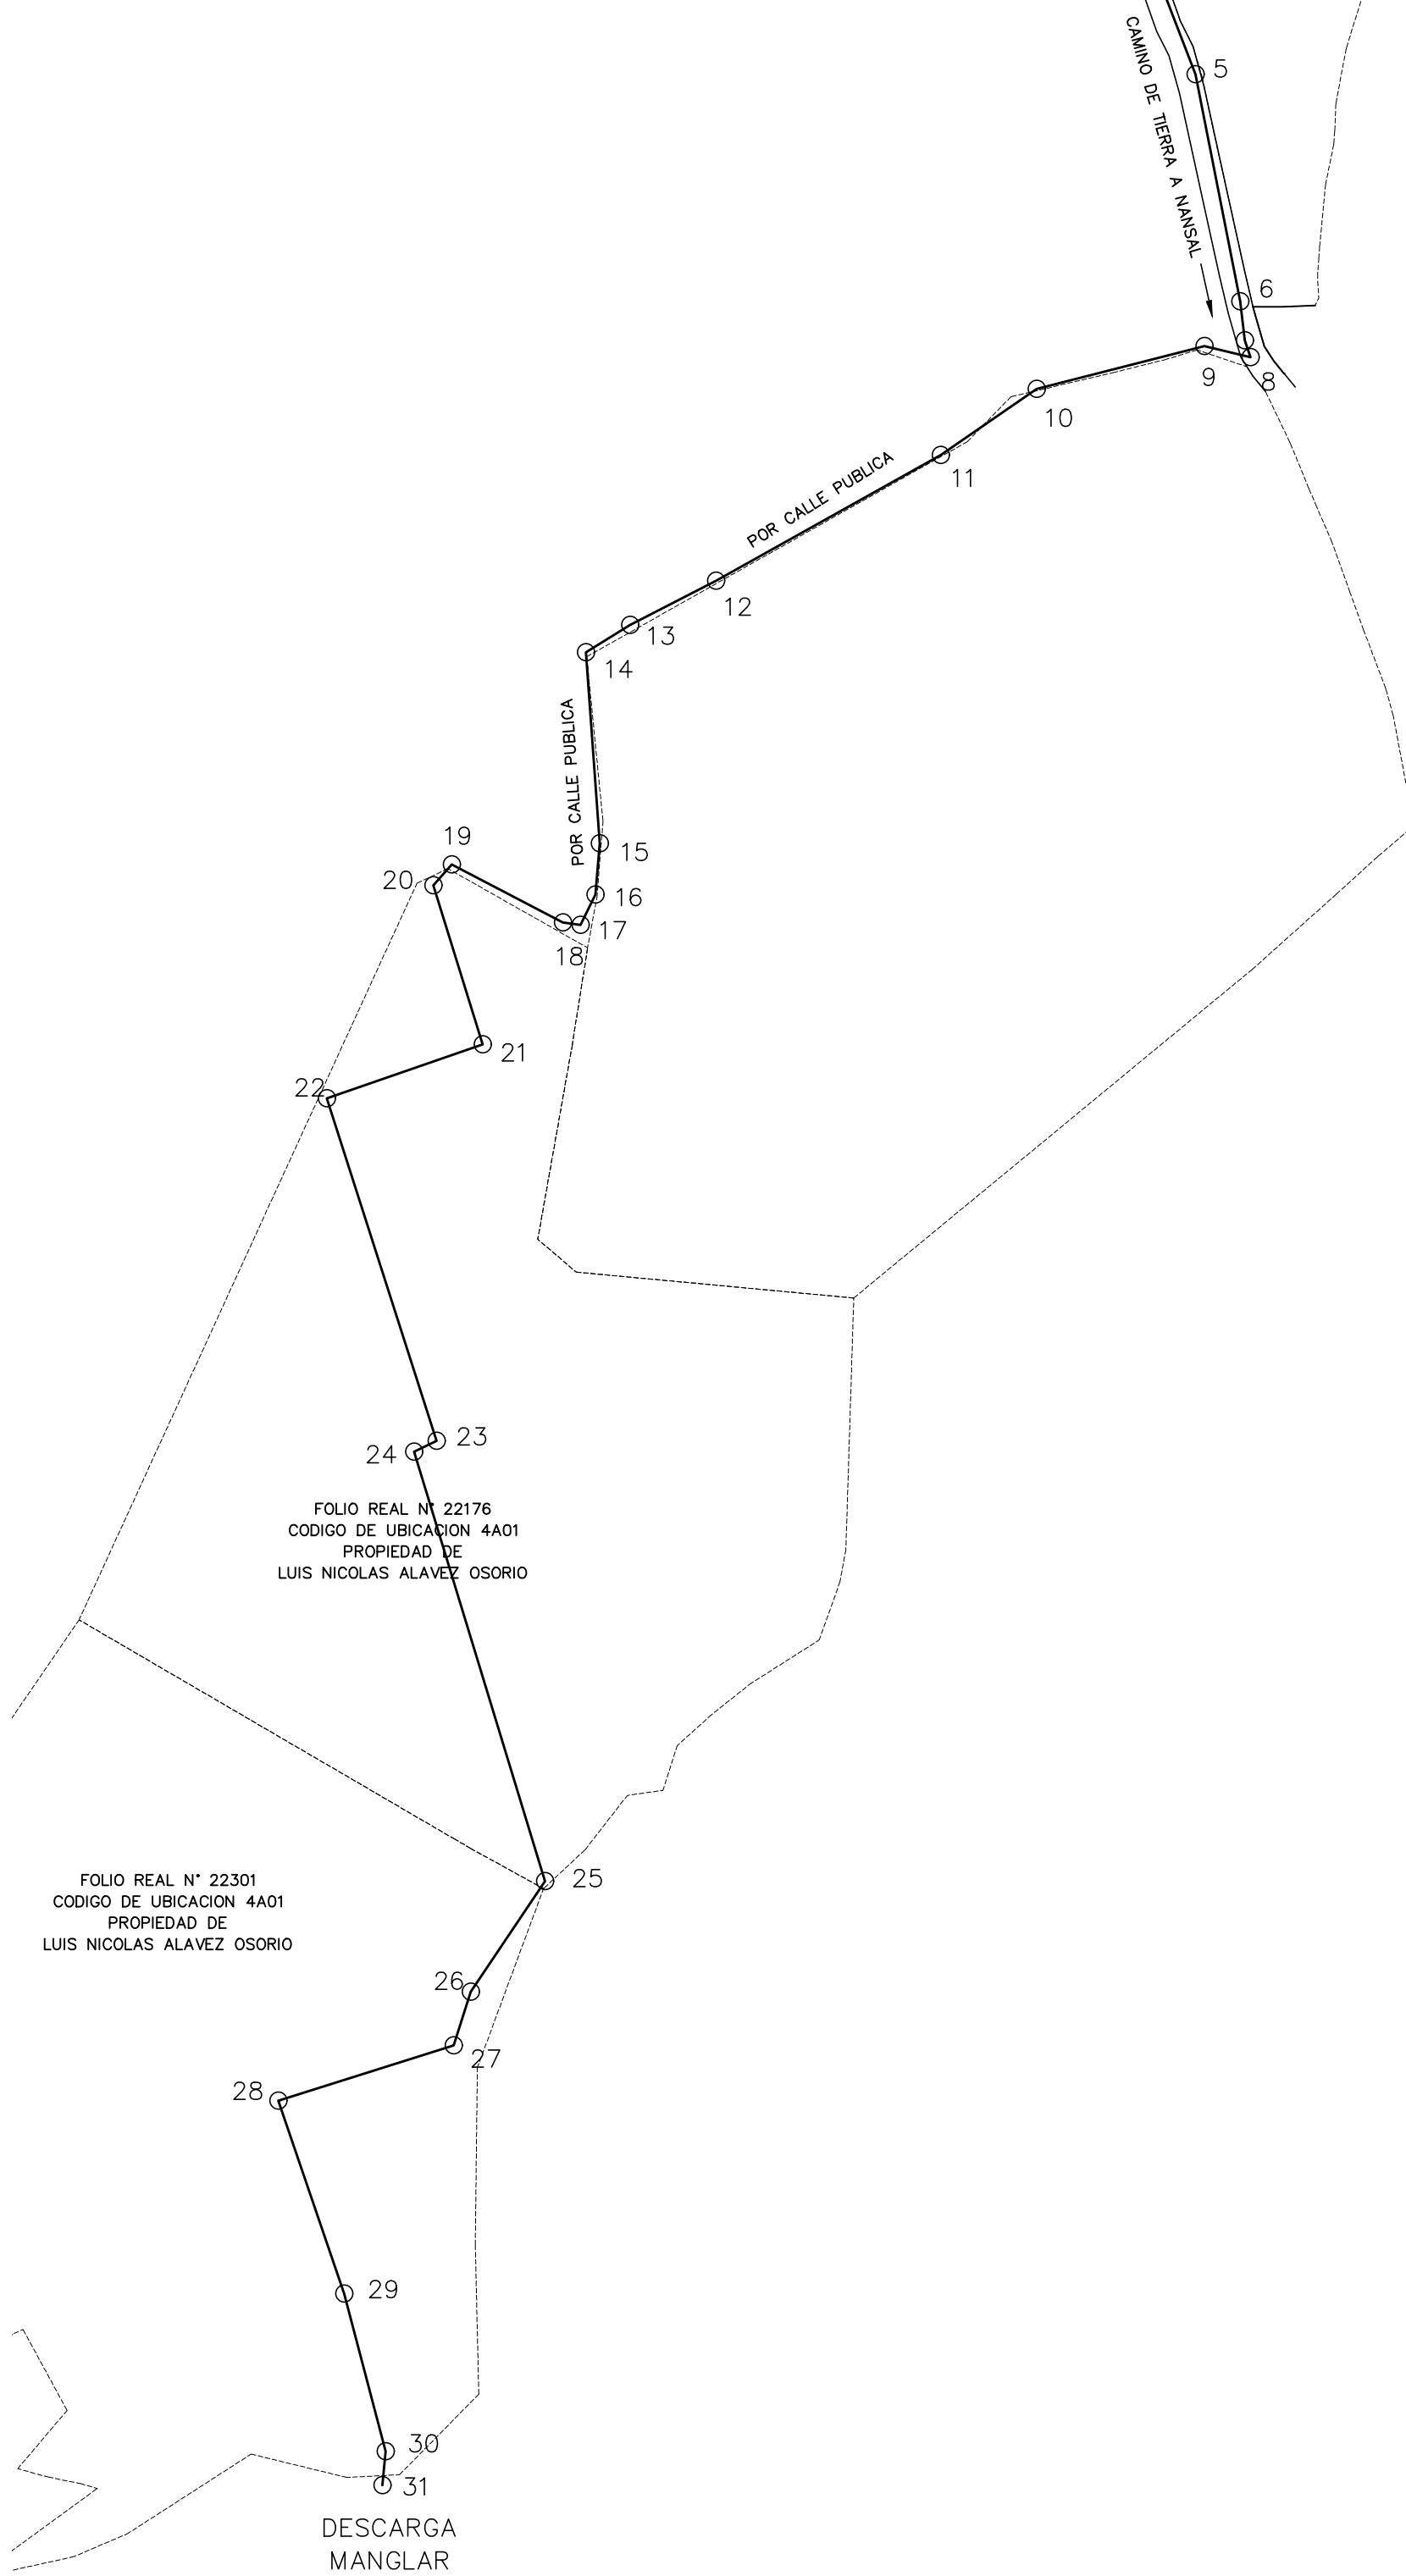 5
CAMINO DE TIERRA A NANSAL
6
9
8
10
11
POR CALLE PUBLICA
12
13
14
POR CALLE PUBLICA
15
19
20
16
17
18
21
22
23
24
FOLIO REAL N° 22176
CODIGO DE UBICACION 4A01
PROPIEDAD DE
LUIS NICOLAS ALAVEZ OSORIO
25
FOLIO REAL N° 22301
CODIGO DE UBICACION 4A01
PROPIEDAD DE
LUIS NICOLAS ALAVEZ OSORIO
26
27
28
29
30
31
DESCARGA
MANGLAR